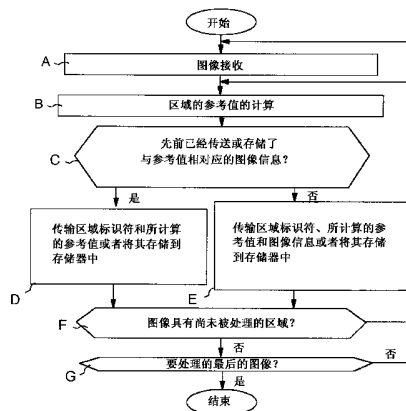 开始
A
图像接收
B
区域的参考值的计算
C
先前已经传送或存储了
与参考值相对应的图像信息?
是
否
传输区域标识符和所计算
的参考值或者将其存储到
存储器中
D
传输区域标识符、所计算的
参考值和图像信息或者将其存储
到存储器中
E
F
图像具有尚未被处理的区域?
否
否
G
要处理的最后的图像?
是
结束